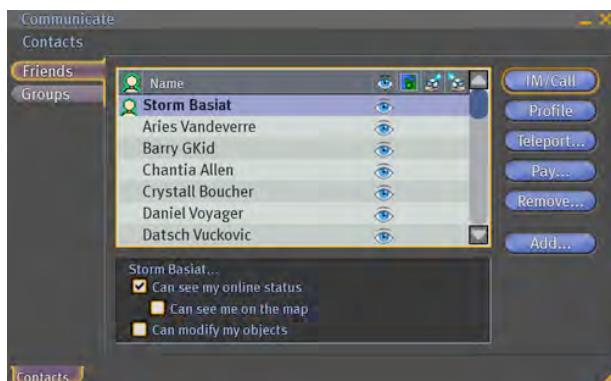 Communicate
Contacts
Friends
Groups
Name
Storm Basiat
Aries Vandeverre
Barry GKid
Chantia Allen
Crystall Boucher
Daniel Voyager
Datsch Vuckovic
IM/Call
Profile
Teleport...
Pay...
Remove...
Add...
Storm Basiat...
Can see my online status
Can see me on the map
Can modify my objects
Contacts